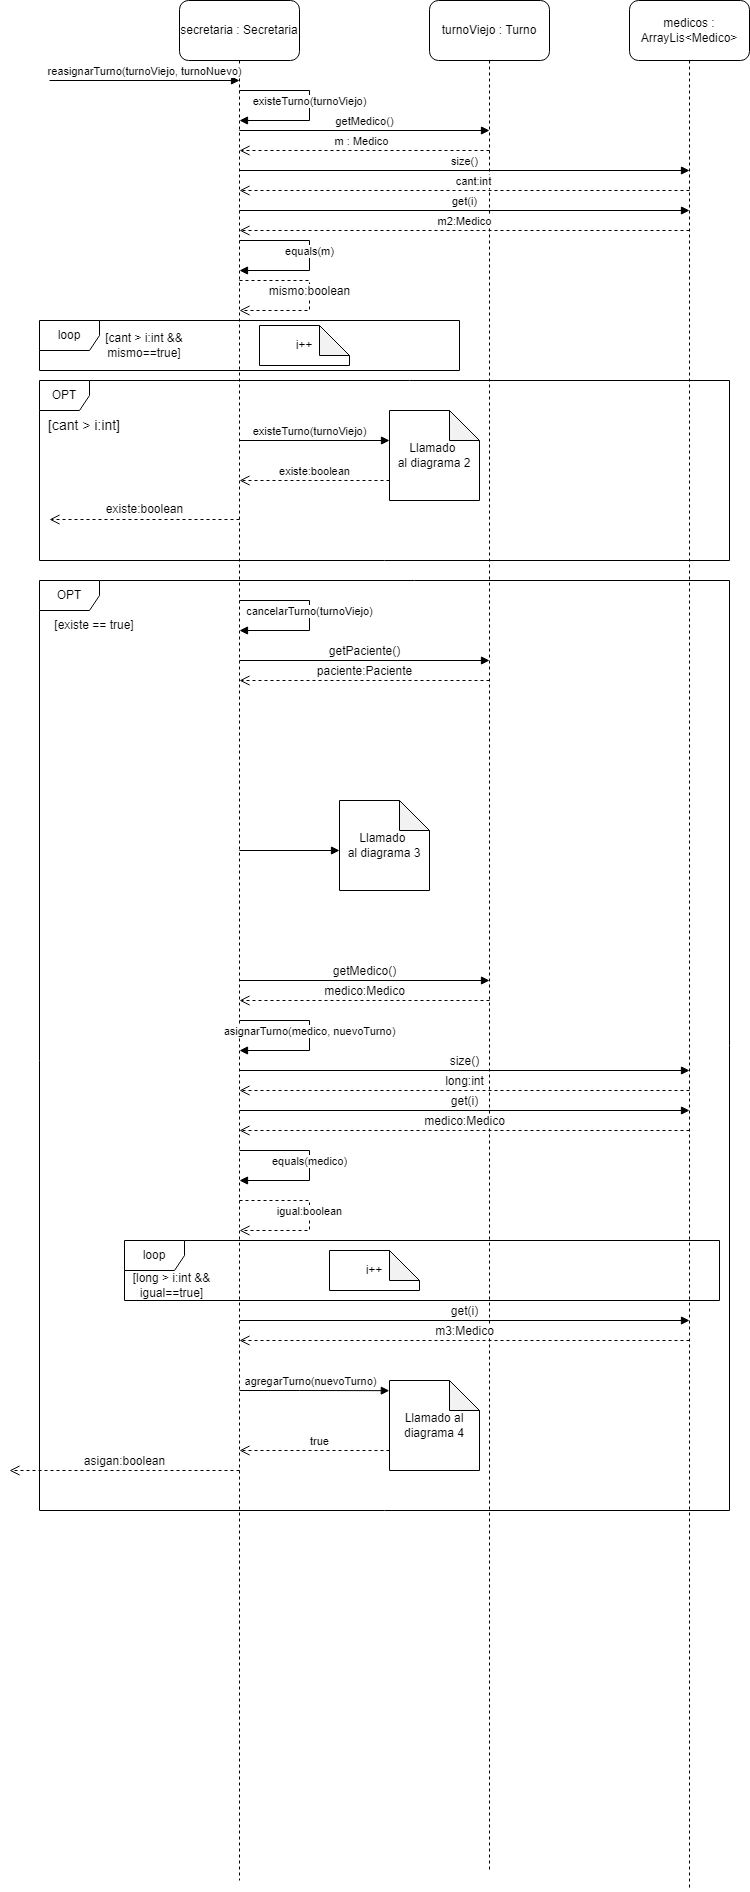 secretaria : Secretaria
turnoViejo : Turno
medicos :
ArrayLis<Medico>
reasignarTurno(turnoViejo, turnoNuevo)
existeTurno(turnoViejo)
getMedico()
m : Medico
size()
cant:int
get(i)
m2:Medico
equals(m)
mismo:boolean
loop
[cant > i:int &&
mismo==true]
i++
OPT
[cant > i:int]
existeTurno(turnoViejo)
Llamado
al diagrama 2
existe:boolean
existe:boolean
OPT
[existe == true]
cancelarTurno(turnoViejo)
getPaciente()
paciente:Paciente
Llamado
al diagrama 3
getMedico()
medico:Medico
asignarTurno(medico, nuevoTurno)
size()
long:int
get(i)
medico:Medico
equals(medico)
igual:boolean
loop
[long > i:int &&
igual==true]
i++
get(i)
m3:Medico
agregarTurno(nuevoTurno)
Llamado al
diagrama 4
true
asigan:boolean